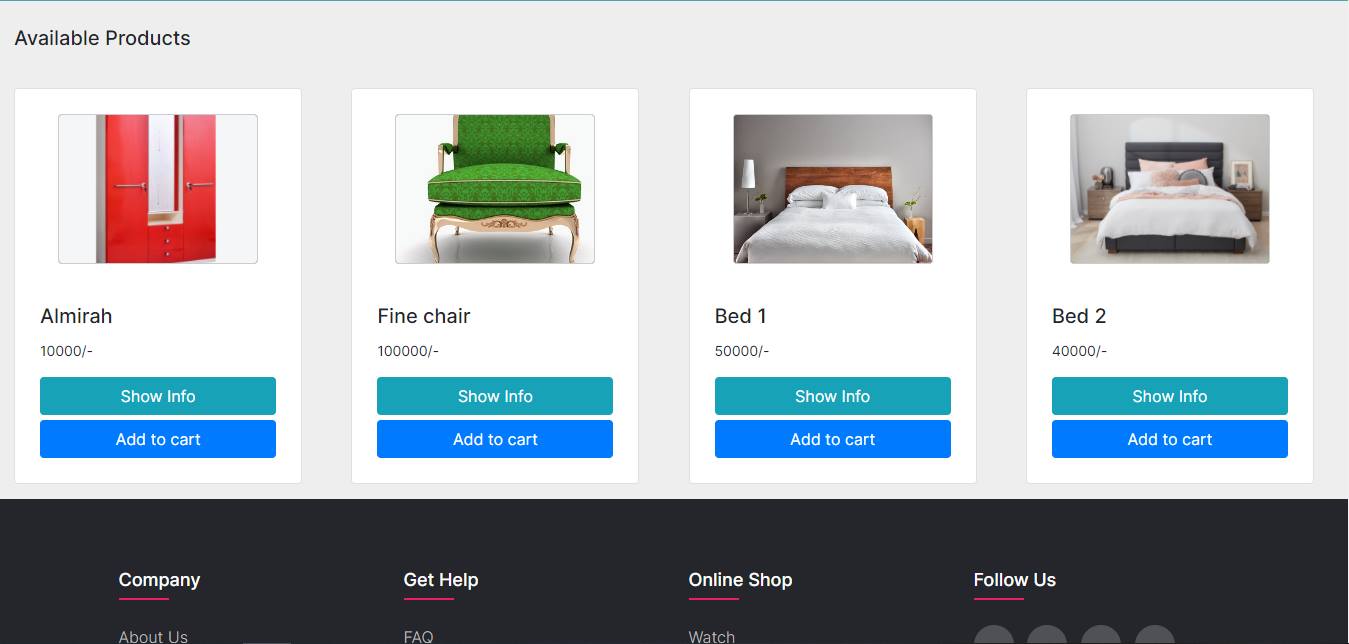 Available Products
Almirah
10000/-
Show Info
Add to cart
Fine chair
100000/-
Show Info
Add to cart
Bed 1
50000/-
Show Info
Add to cart
Bed 2
40000/-
Show Info
Add to cart
Company
About Us
Get Help
FAQ
Online Shop
Watch
Follow Us